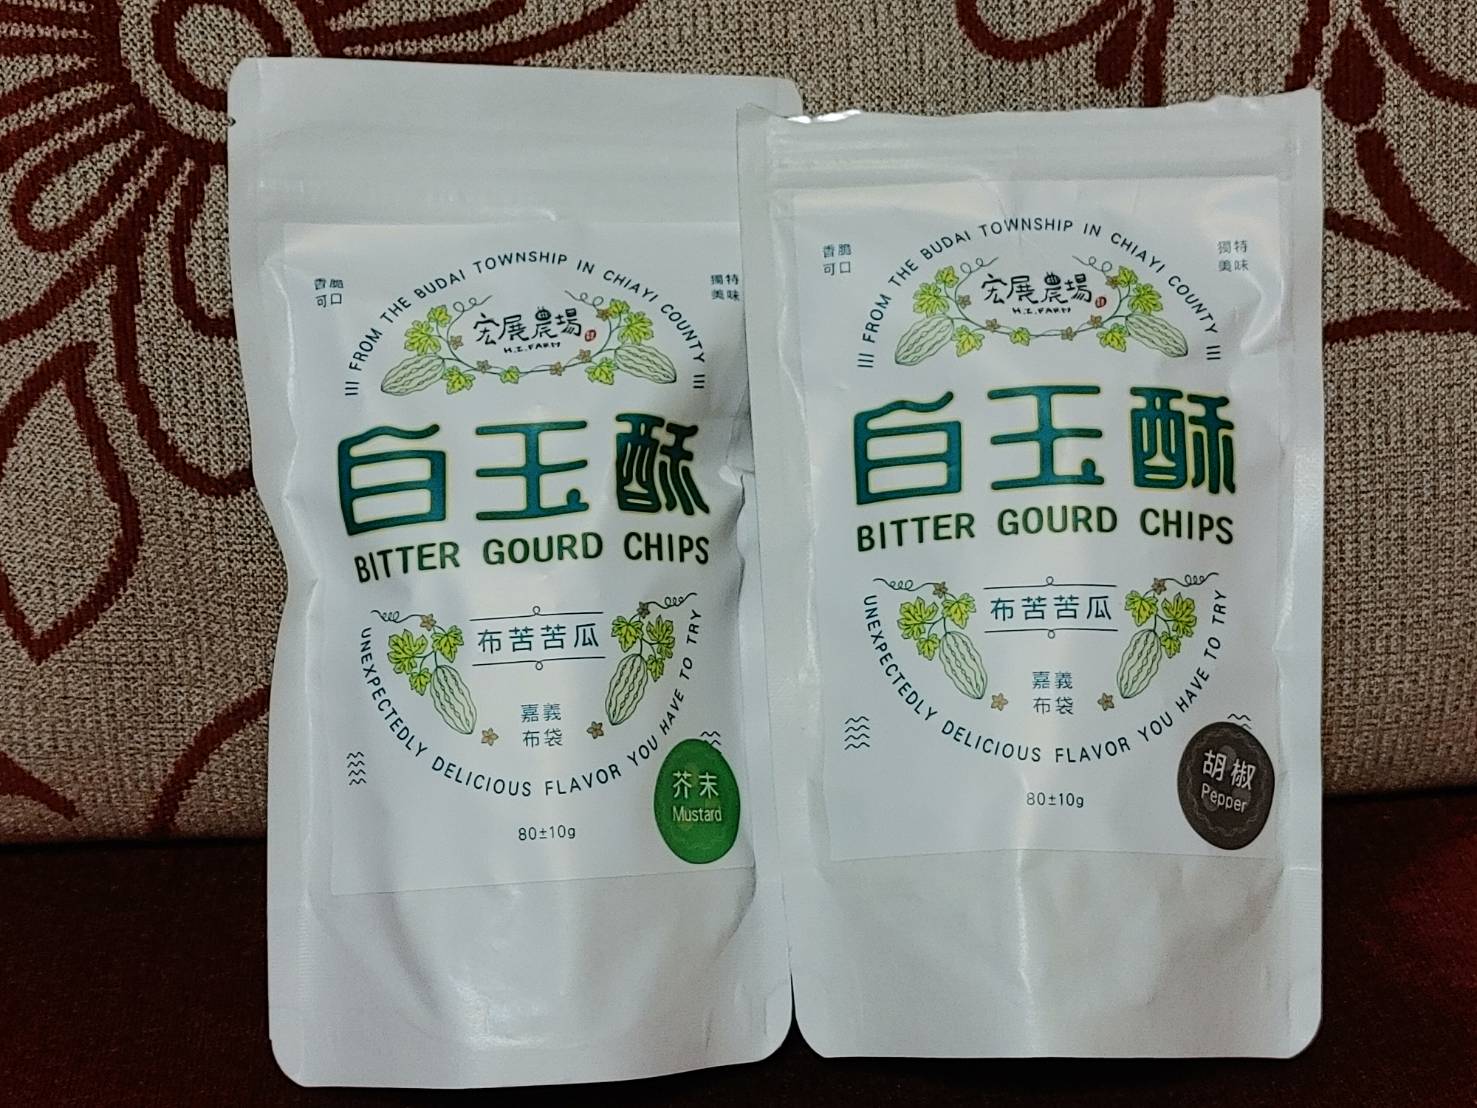 香脆
可口
獨特
美味
FROM THE BUDAI TOWNSHIP IN CHIAYI COUNTY
宏展農場
H.Z.FARM
白玉酥
BITTER GOURD CHIPS
布苦苦瓜
嘉義
布袋
UNEXPECTEDLY DELICIOUS FLAVOR YOU HAVE TO TRY
芥末
Mustard
80±10g
香脆
可口
獨特
美味
FROM THE BUDAI TOWNSHIP IN CHIAYI COUNTY
宏展農場
H.Z.FARM
白玉酥
BITTER GOURD CHIPS
布苦苦瓜
嘉義
布袋
UNEXPECTEDLY DELICIOUS FLAVOR YOU HAVE TO TRY
胡椒
Pepper
80±10g